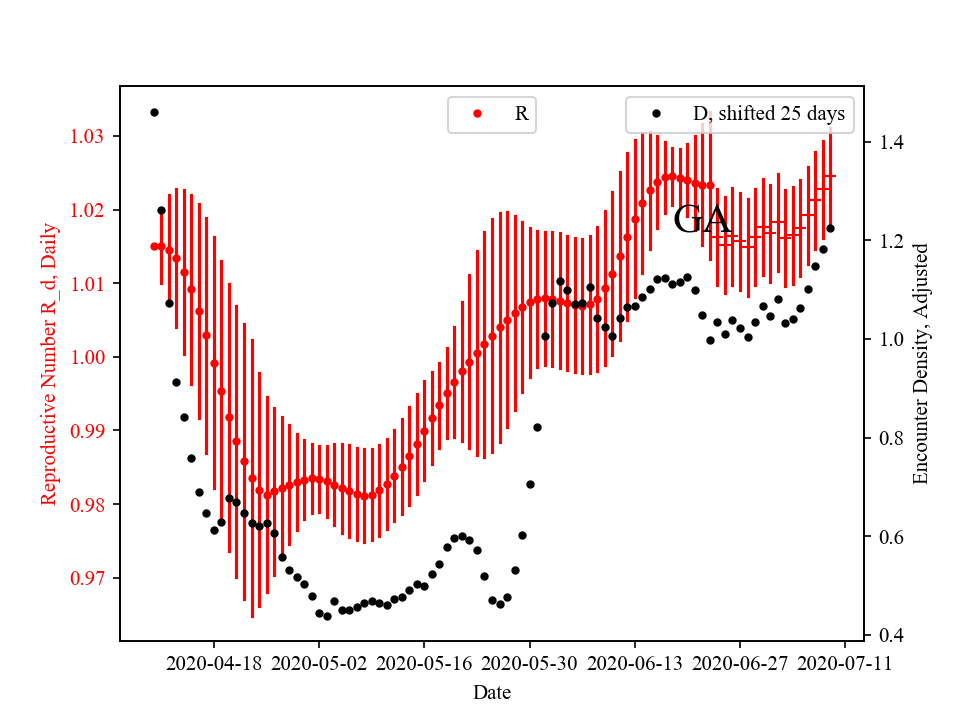 R
D, shifted 25 days
GA
Reproductive Number R_d, Daily
1.03
1.02
1.01
1.00
0.99
0.98
0.97
1.4
1.2
1.0
0.8
0.6
0.4
Encounter Density, Adjusted
2020-04-18 2020-05-02 2020-05-16 2020-05-30 2020-06-13 2020-06-27 2020-07-11
Date